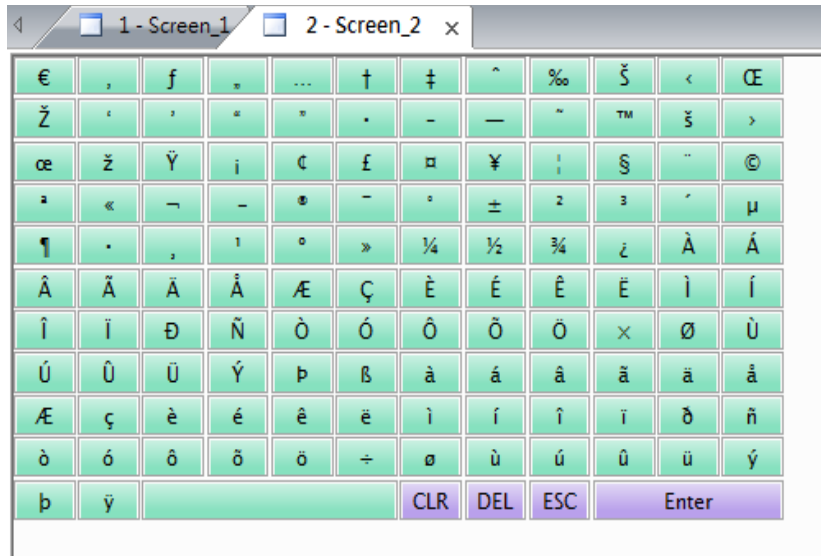 1 - Screen_1 2 - Screen_2 ×
€ ‚ ƒ „ … † ‡ ˆ ‰ Š ‹ Œ
Ž ‘ ’ “ ” • – — ˜ ™ š ›
œ ž Ÿ ¡ ¢ £ ¤ ¥ ¦ § ¨ ©
ª « ¬ - ® ¯ ° ± ² ³ ´ µ
¶ · ¸ ¹ º » ¼ ½ ¾ ¿ À Á
 à Ä Å Æ Ç È É Ê Ë Ì Í
Î Ï Ð Ñ Ò Ó Ô Õ Ö × Ø Ù
Ú Û Ü Ý Þ ß à á â ã ä å
Æ ç è é ê ë ì í î ï ð ñ
ò ó ô õ ö ÷ ø ù ú û ü ý
þ ÿ CLR DEL ESC Enter